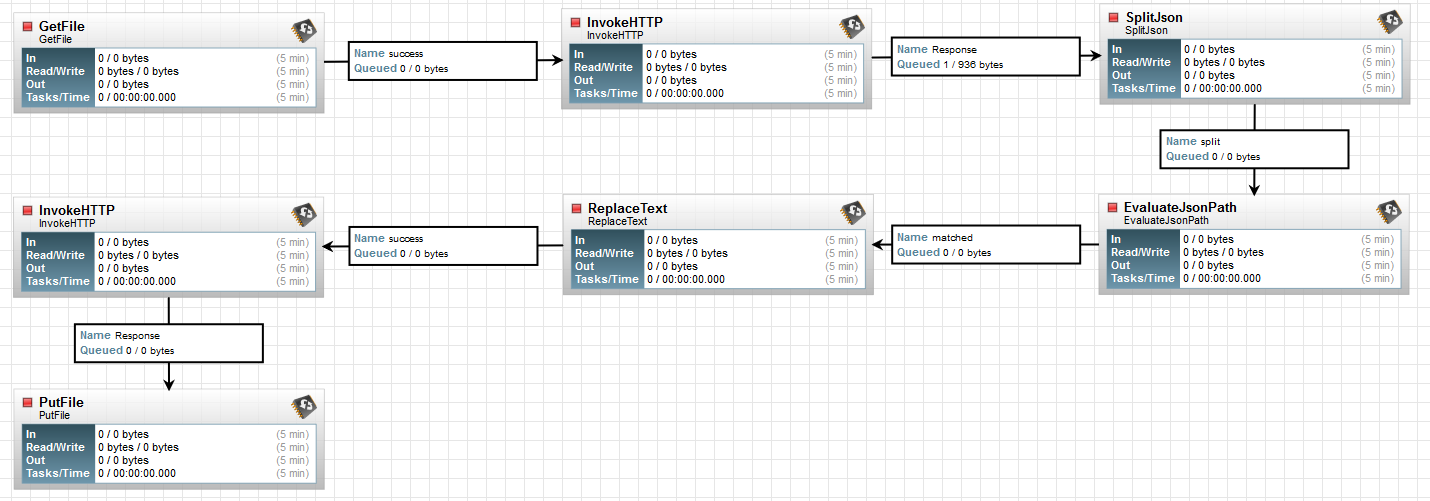 GetFile
GetFile
In 0 / 0 bytes (5 min)
Read/Write 0 bytes / 0 bytes (5 min)
Out 0 / 0 bytes (5 min)
Tasks/Time 0 / 00:00:00.000 (5 min)
Name success
Queued 0 / 0 bytes
InvokeHTTP
InvokeHTTP
In 0 / 0 bytes (5 min)
Read/Write 0 bytes / 0 bytes (5 min)
Out 0 / 0 bytes (5 min)
Tasks/Time 0 / 00:00:00.000 (5 min)
Name Response
Queued 1 / 936 bytes
SplitJson
SplitJson
In 0 / 0 bytes (5 min)
Read/Write 0 bytes / 0 bytes (5 min)
Out 0 / 0 bytes (5 min)
Tasks/Time 0 / 00:00:00.000 (5 min)
Name split
Queued 0 / 0 bytes
EvaluateJsonPath
EvaluateJsonPath
In 0 / 0 bytes (5 min)
Read/Write 0 bytes / 0 bytes (5 min)
Out 0 / 0 bytes (5 min)
Tasks/Time 0 / 00:00:00.000 (5 min)
Name matched
Queued 0 / 0 bytes
ReplaceText
ReplaceText
In 0 / 0 bytes (5 min)
Read/Write 0 bytes / 0 bytes (5 min)
Out 0 / 0 bytes (5 min)
Tasks/Time 0 / 00:00:00.000 (5 min)
Name success
Queued 0 / 0 bytes
InvokeHTTP
InvokeHTTP
In 0 / 0 bytes (5 min)
Read/Write 0 bytes / 0 bytes (5 min)
Out 0 / 0 bytes (5 min)
Tasks/Time 0 / 00:00:00.000 (5 min)
Name Response
Queued 0 / 0 bytes
PutFile
PutFile
In 0 / 0 bytes (5 min)
Read/Write 0 bytes / 0 bytes (5 min)
Out 0 / 0 bytes (5 min)
Tasks/Time 0 / 00:00:00.000 (5 min)